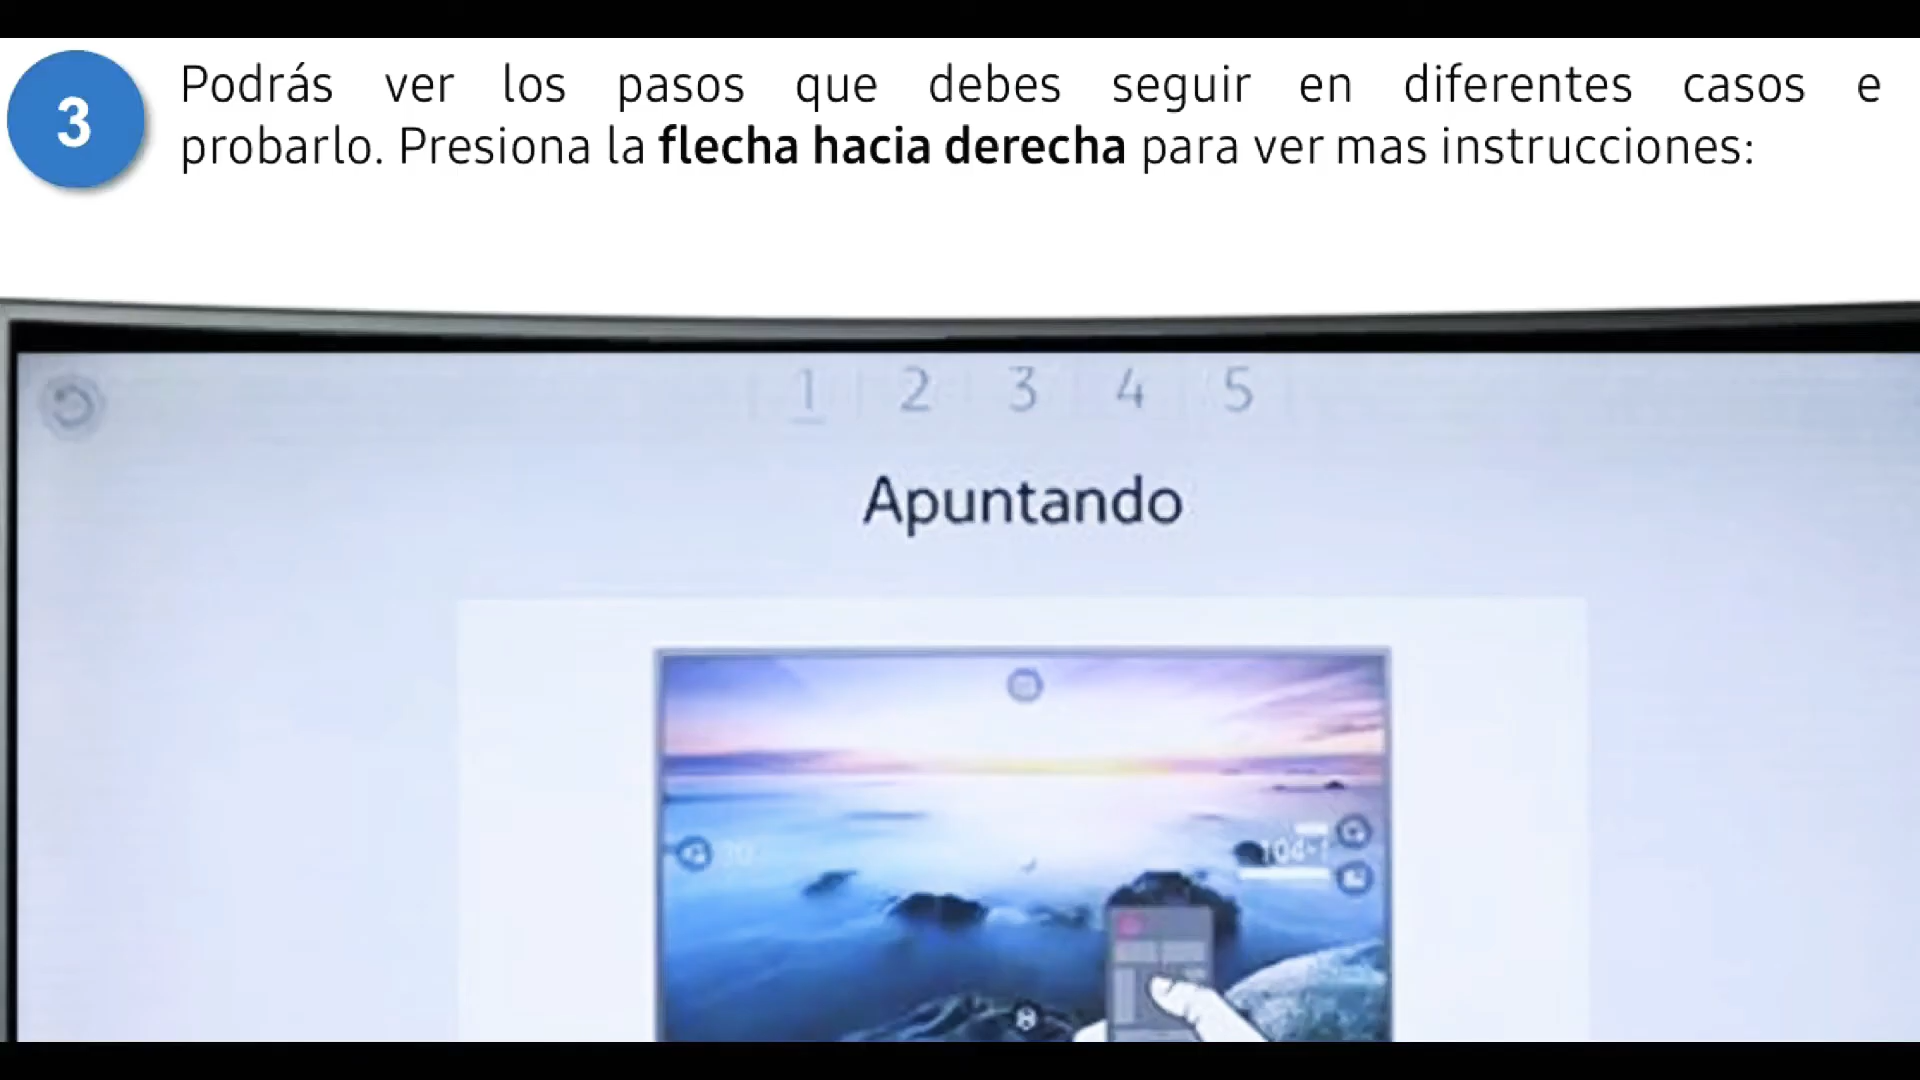 3
Podrás ver los pasos que debes seguir en diferentes casos e
probarlo. Presiona la flecha hacia derecha para ver mas instrucciones:
1 2 3 4 5
Apuntando